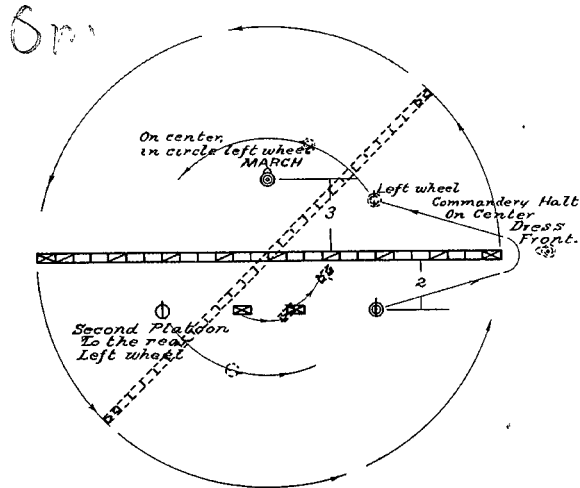 On center,
in circle left wheel
MARCH
Left wheel
Commandery Halt
On Center
Dress
Front.
3
2
Second Platoon
To the rear
Left wheel